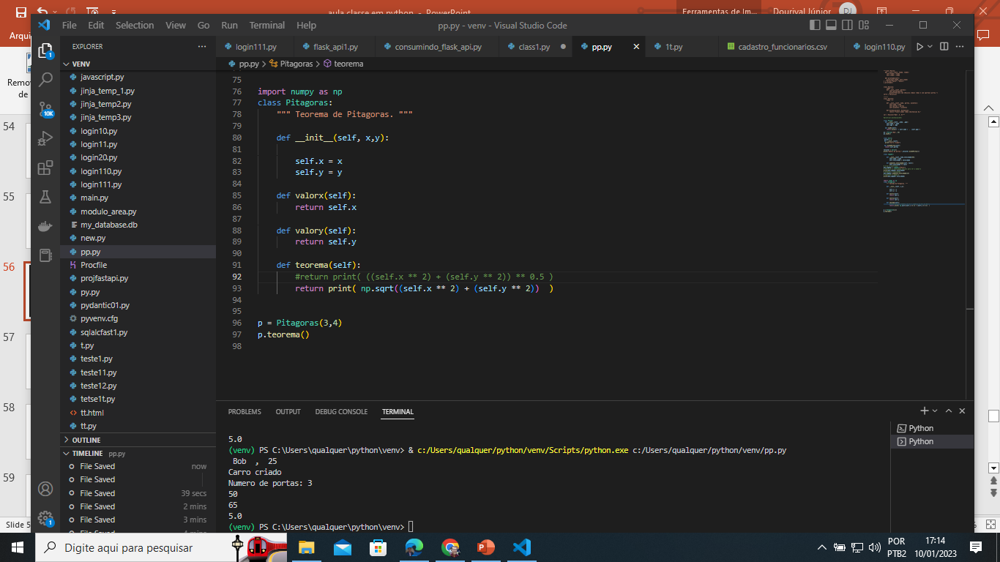 aula classe em python - PowerPoint
Ferramentas de Im...
Dourival Júnior
DJ
Arqui
Remov
de
54
55
56
57
58
59
Slide 5
File Edit Selection View Go Run Terminal Help
pp.py - venv - Visual Studio Code
EXPLORER
login111.py
flask_api1.py
consumindo_flask_api.py
class1.py
pp.py
1t.py
cadastro_funcionarios.csv
login110.py
pp.py > Pitagoras > teorema
1
10K
1
VENV
javascript.py
jinja_temp_1.py
jinja_temp2.py
jinja_temp3.py
login10.py
login11.py
login20.py
login110.py
login111.py
main.py
modulo_area.py
my_database.db
new.py
pp.py
Procfile
projfastapi.py
py.py
pydantic01.py
pyvenv.cfg
sqlalcfast1.py
t.py
teste1.py
teste11.py
teste12.py
tetse1t.py
tt.html
tt.py
OUTLINE
TIMELINE pp.py
File Saved now
File Saved
File Saved 39 secs
File Saved 2 mins
File Saved 3 mins
File Saved 4 mins
75
76 import numpy as np
77 class Pitagoras:
78 """ Teorema de Pitagoras. """
79
80 def __init__(self, x,y):
81
82 self.x = x
83 self.y = y
84
85 def valorx(self):
86 return self.x
87
88 def valory(self):
89 return self.y
90
91 def teorema(self):
92 #return print( ((self.x ** 2) + (self.y ** 2)) ** 0.5 )
93 return print( np.sqrt((self.x ** 2) + (self.y ** 2))  )
94
95
96 p = Pitagoras(3,4)
97 p.teorema()
98
PROBLEMS OUTPUT DEBUG CONSOLE TERMINAL
5.0
(venv) PS C:\Users\qualquer\python\venv> & c:/Users/qualquer/python/venv/Scripts/python.exe c:/Users/qualquer/python/venv/pp.py
Bob  ,  25
Carro criado
Numero de portas: 3
50
65
5.0
(venv) PS C:\Users\qualquer\python\venv>
Python
Python
Digite aqui para pesquisar
POR
PTB2
17:14
10/01/2023